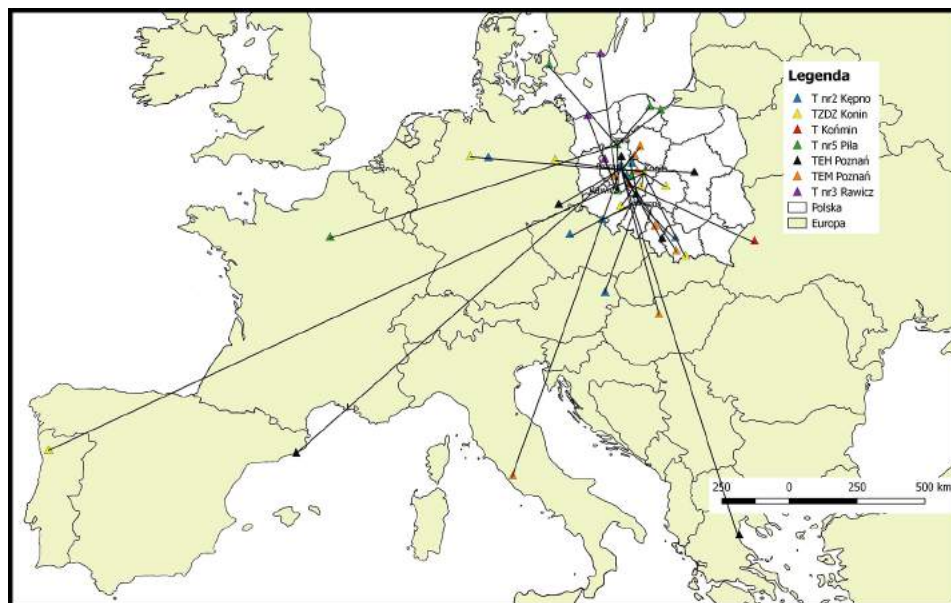 Legenda
T nr2 Kępno
TZDZ Konin
T Końmin
T nr5 Piła
TEH Poznań
TEM Poznań
T nr3 Rawicz
Polska
Europa
250 0 250 500 km